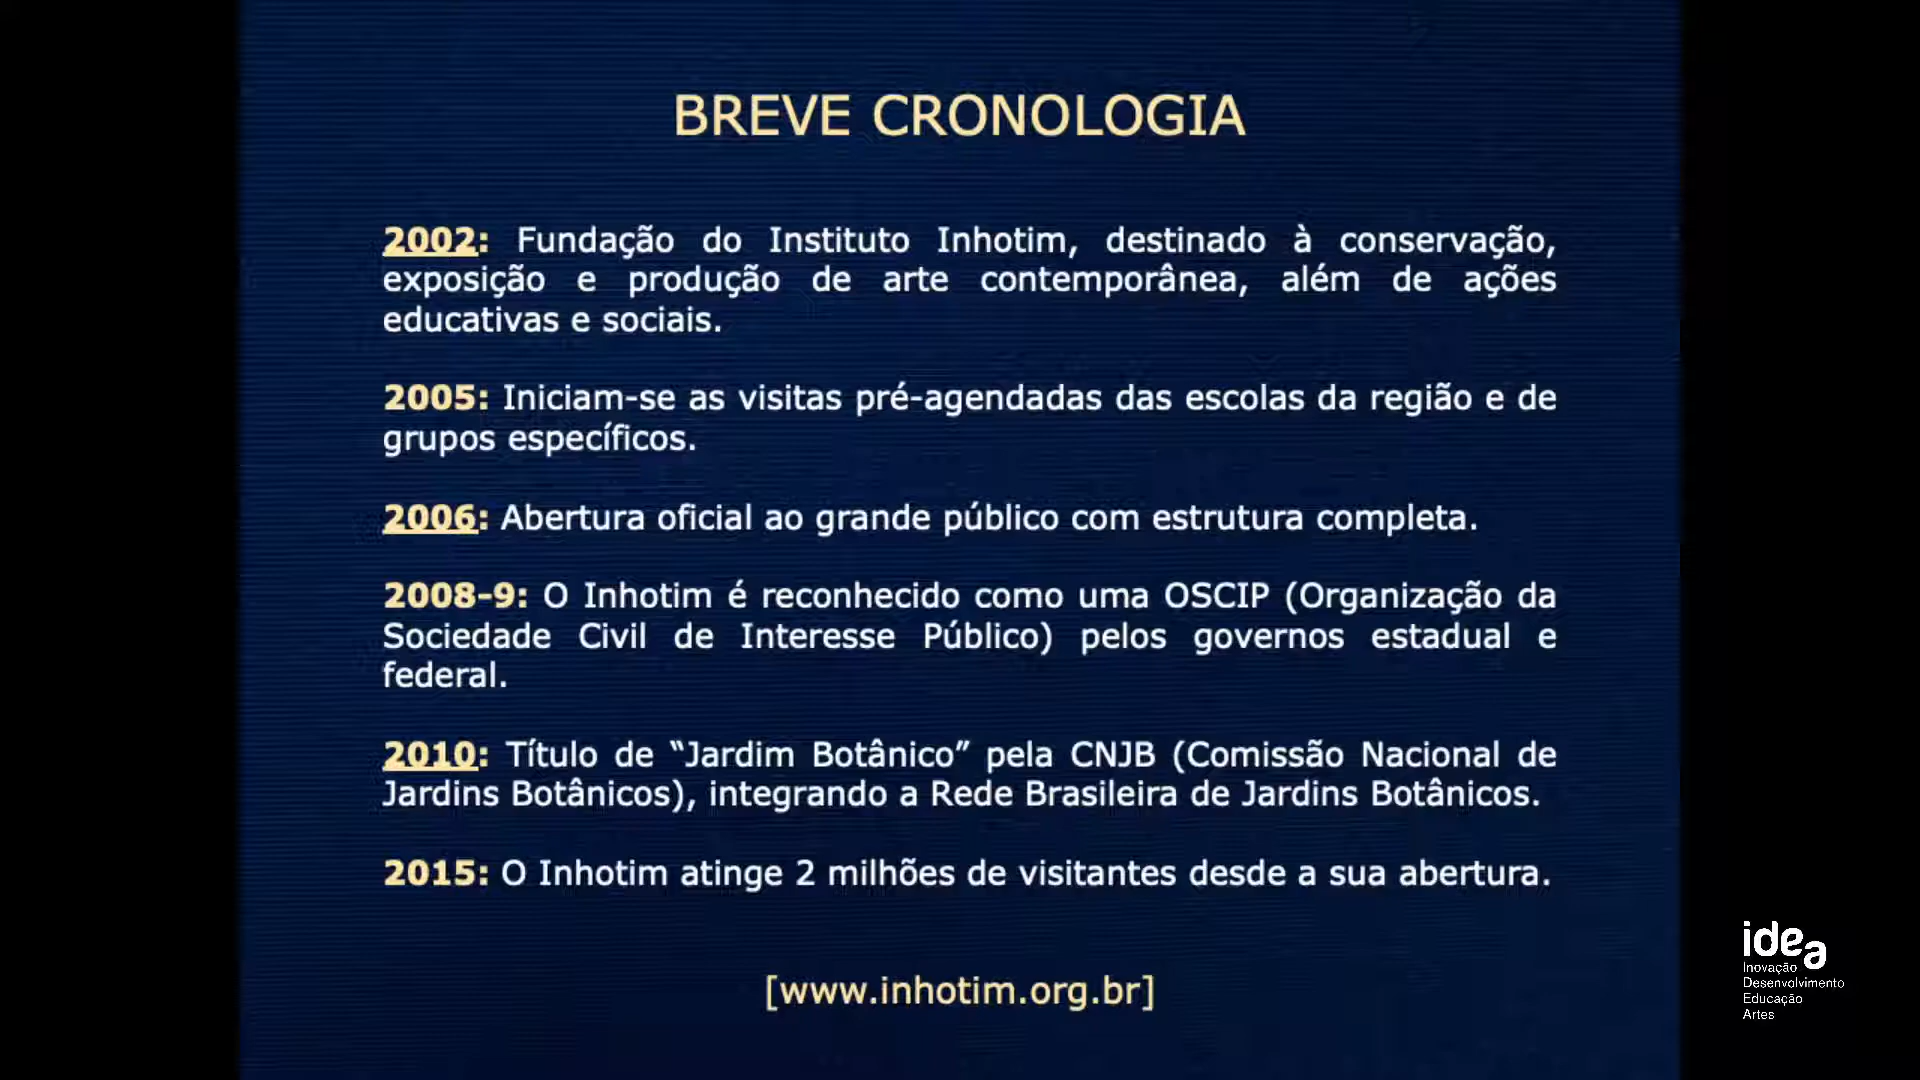 BREVE CRONOLOGIA
2002: Fundação do Instituto Inhotim, destinado à conservação,
exposição e produção de arte contemporânea, além de ações
educativas e sociais.
2005: Iniciam-se as visitas pré-agendadas das escolas da região e de
grupos específicos.
2006: Abertura oficial ao grande público com estrutura completa.
2008-9: O Inhotim é reconhecido como uma OSCIP (Organização da
Sociedade Civil de Interesse Público) pelos governos estadual e
federal.
2010: Título de “Jardim Botânico” pela CNJB (Comissão Nacional de
Jardins Botânicos), integrando a Rede Brasileira de Jardins Botânicos.
2015: O Inhotim atinge 2 milhões de visitantes desde a sua abertura.
[www.inhotim.org.br]
idea
Inovação
Desenvolvimento
Educação
Artes